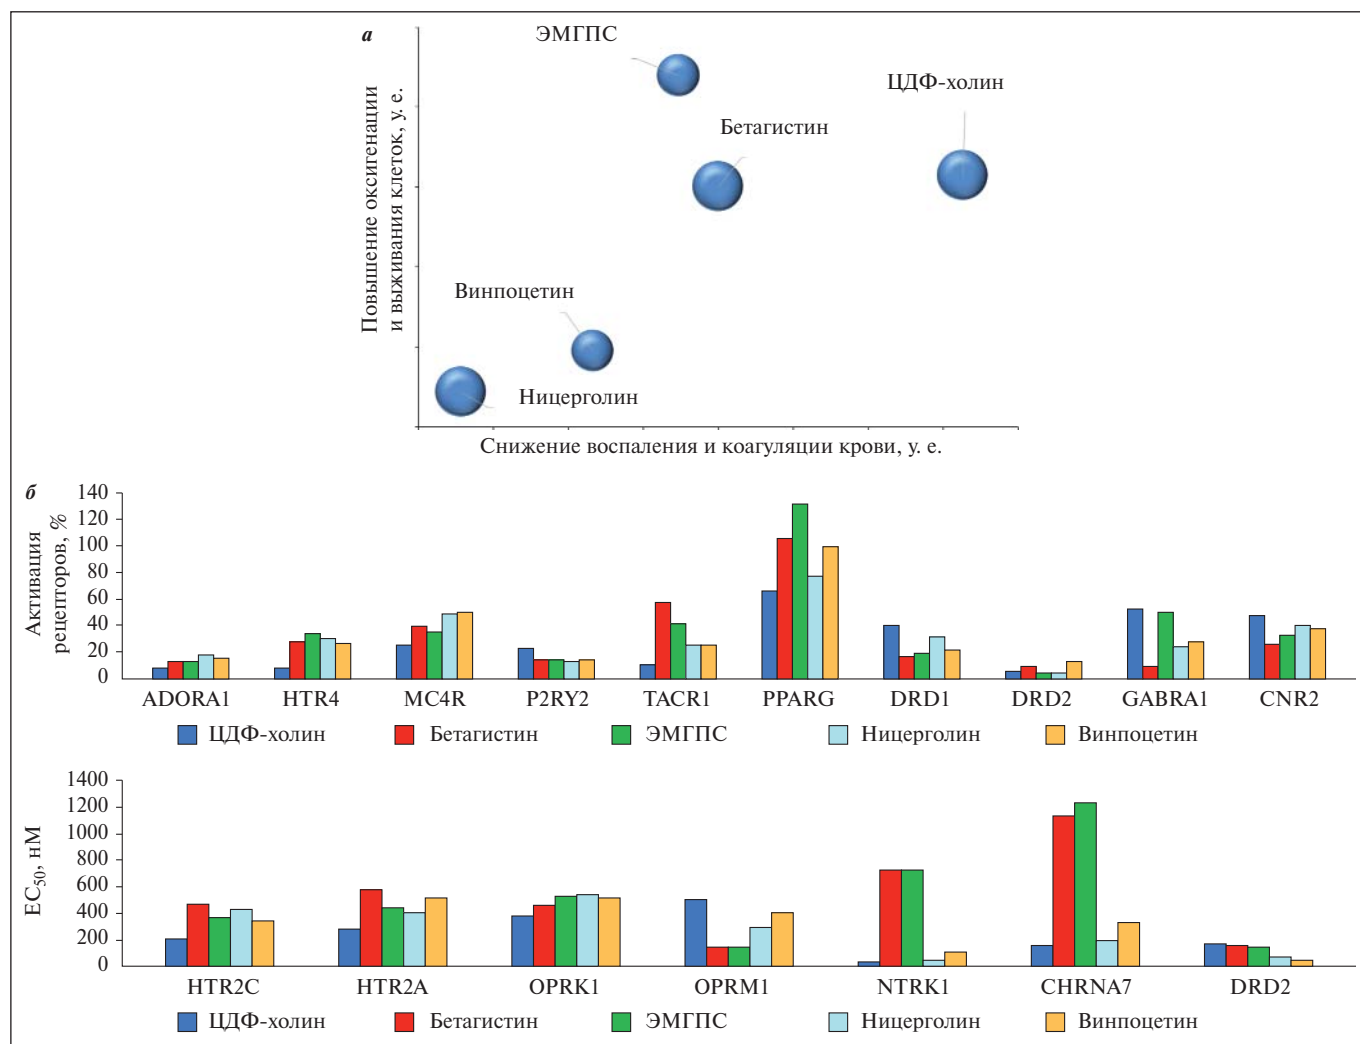 а
ЭМГПС
ЦДФ-холин
Бетагистин
Винпоцетин
Ницерголин
Повышение оксигенации
и выживания клеток, у. е.
Снижение воспаления и коагуляции крови, у. е.
б
Активация
рецепторов, %
140
120
100
80
60
40
20
0
ADORA1 HTR4 MC4R P2RY2 TACR1 PPARG DRD1 DRD2 GABRA1 CNR2
ЦДФ-холин Бетагистин ЭМГПС Ницерголин Винпоцетин
EC50, нМ
1400
1200
1000
800
600
400
200
0
HTR2C HTR2A OPRK1 OPRM1 NTRK1 CHRNA7 DRD2
ЦДФ-холин Бетагистин ЭМГПС Ницерголин Винпоцетин